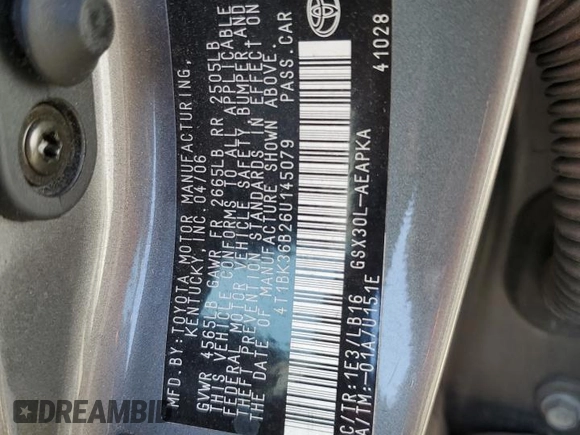 MFD.BY:TOYOTA MOTOR MANUFACTURING,
KENTUCKY, INC. 04/06
GVWR 4565LB GAWR FR 2665LB RR 2505LB
THIS VEHICLE CONFORMS TO ALL APPLICABLE
FEDERAL MOTOR VEHICLE SAFETY BUMPER, AND
THEFT PREVENTION STANDARDS IN EFFECT ON
THE DATE OF MANUFACTURE SHOWN ABOVE.
4T1BK36B26U145079 PASS.CAR
C/TR:1E3/LB16 GSX30L-AEAPKA
A/TM:-01A/U151E 41028
DREAMBID